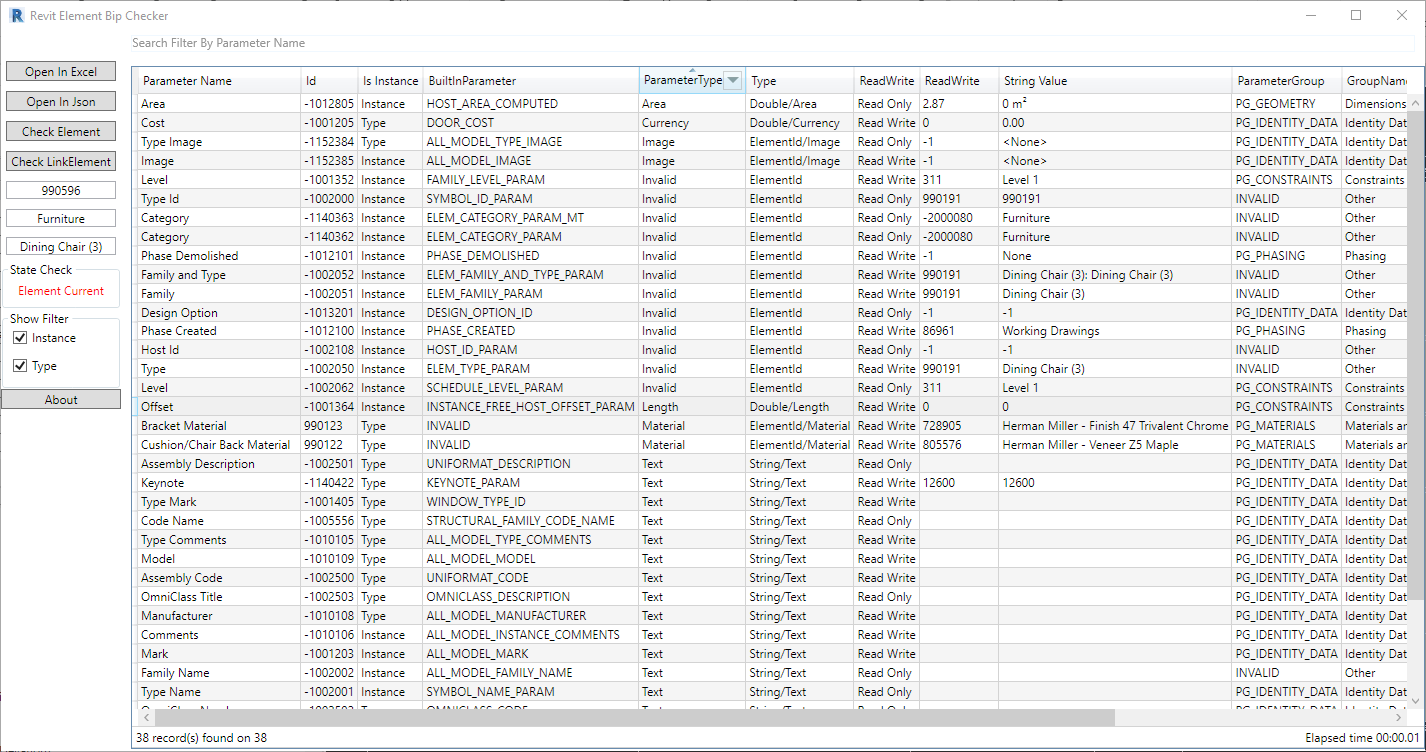 Revit Element Bip Checker
Search Filter By Parameter Name
Open In Excel
Open In Json
Check Element
Check LinkElement
990596
Furniture
Dining Chair (3)
State Check
Element Current
Show Filter
Instance
Type
About
Parameter Name Id Is Instance BuiltInParameter ParameterType Type ReadWrite ReadWrite String Value ParameterGroup GroupName
Area -1012805 Instance HOST_AREA_COMPUTED Area Double/Area Read Only 2.87 0 m² PG_GEOMETRY Dimensions
Cost -1001205 Type DOOR_COST Currency Double/Currency Read Write 0 0.00 PG_IDENTITY_DATA Identity Dat
Type Image -1152384 Type ALL_MODEL_TYPE_IMAGE Image ElementId/Image Read Only -1 <None> PG_IDENTITY_DATA Identity Dat
Image -1152385 Instance ALL_MODEL_IMAGE Image ElementId/Image Read Write -1 <None> PG_IDENTITY_DATA Identity Dat
Level -1001352 Instance FAMILY_LEVEL_PARAM Invalid ElementId Read Write 311 Level 1 PG_CONSTRAINTS Constraints
Type Id -1002000 Instance SYMBOL_ID_PARAM Invalid ElementId Read Only 990191 990191 INVALID Other
Category -1140363 Instance ELEM_CATEGORY_PARAM_MT Invalid ElementId Read Only -2000080 Furniture INVALID Other
Category -1140362 Instance ELEM_CATEGORY_PARAM Invalid ElementId Read Write -2000080 Furniture INVALID Other
Phase Demolished -1012101 Instance PHASE_DEMOLISHED Invalid ElementId Read Write -1 None PG_PHASING Phasing
Family and Type -1002052 Instance ELEM_FAMILY_AND_TYPE_PARAM Invalid ElementId Read Write 990191 Dining Chair (3): Dining Chair (3) INVALID Other
Family -1002051 Instance ELEM_FAMILY_PARAM Invalid ElementId Read Write 990191 Dining Chair (3) INVALID Other
Design Option -1013201 Instance DESIGN_OPTION_ID Invalid ElementId Read Only -1 -1 PG_IDENTITY_DATA Identity Dat
Phase Created -1012100 Instance PHASE_CREATED Invalid ElementId Read Write 86961 Working Drawings PG_PHASING Phasing
Host Id -1002108 Instance HOST_ID_PARAM Invalid ElementId Read Only -1 -1 INVALID Other
Type -1002050 Instance ELEM_TYPE_PARAM Invalid ElementId Read Write 990191 Dining Chair (3) INVALID Other
Level -1002062 Instance SCHEDULE_LEVEL_PARAM Invalid ElementId Read Only 311 Level 1 PG_CONSTRAINTS Constraints
Offset -1001364 Instance INSTANCE_FREE_HOST_OFFSET_PARAM Length Double/Length Read Write 0 0 PG_CONSTRAINTS Constraints
Bracket Material 990123 Type INVALID Material ElementId/Material Read Write 728905 Herman Miller - Finish 47 Trivalent Chrome PG_MATERIALS Materials ar
Cushion/Chair Back Material 990122 Type INVALID Material ElementId/Material Read Write 805576 Herman Miller - Veneer Z5 Maple PG_MATERIALS Materials ar
Assembly Description -1002501 Type UNIFORMAT_DESCRIPTION Text String/Text Read Only PG_IDENTITY_DATA Identity Dat
Keynote -1140422 Type KEYNOTE_PARAM Text String/Text Read Write 12600 12600 PG_IDENTITY_DATA Identity Dat
Type Mark -1001405 Type WINDOW_TYPE_ID Text String/Text Read Write PG_IDENTITY_DATA Identity Dat
Code Name -1005556 Type STRUCTURAL_FAMILY_CODE_NAME Text String/Text Read Only PG_IDENTITY_DATA Identity Dat
Type Comments -1010105 Type ALL_MODEL_TYPE_COMMENTS Text String/Text Read Write PG_IDENTITY_DATA Identity Dat
Model -1010109 Type ALL_MODEL_MODEL Text String/Text Read Write PG_IDENTITY_DATA Identity Dat
Assembly Code -1002500 Type UNIFORMAT_CODE Text String/Text Read Write PG_IDENTITY_DATA Identity Dat
OmniClass Title -1002503 Type OMNICLASS_DESCRIPTION Text String/Text Read Only PG_IDENTITY_DATA Identity Dat
Manufacturer -1010108 Type ALL_MODEL_MANUFACTURER Text String/Text Read Write PG_IDENTITY_DATA Identity Dat
Comments -1010106 Instance ALL_MODEL_INSTANCE_COMMENTS Text String/Text Read Write PG_IDENTITY_DATA Identity Dat
Mark -1001203 Instance ALL_MODEL_MARK Text String/Text Read Write PG_IDENTITY_DATA Identity Dat
Family Name -1002002 Instance ALL_MODEL_FAMILY_NAME Text String/Text Read Only INVALID Other
Type Name -1002001 Instance SYMBOL_NAME_PARAM Text String/Text Read Only PG_IDENTITY_DATA Identity Dat
38 record(s) found on 38
Elapsed time 00:00.01